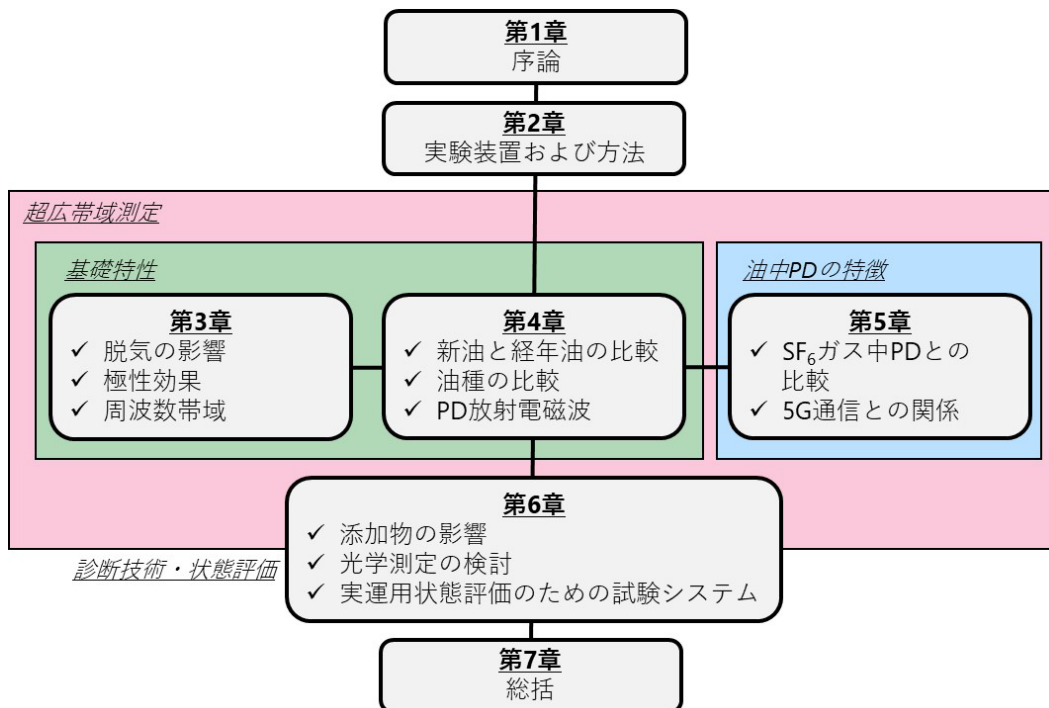 第1章
序論
第2章
実験装置および方法
超広帯域測定
基礎特性
油中PDの特徴
第3章
✓ 脱気の影響
✓ 極性効果
✓ 周波数帯域
第4章
✓ 新油と経年油の比較
✓ 油種の比較
✓ PD放射電磁波
第5章
✓ SF₆ガス中PDとの
比較
✓ 5G通信との関係
第6章
✓ 添加物の影響
✓ 光学測定の検討
✓ 実運用状態評価のための試験システム
診断技術・状態評価
第7章
総括